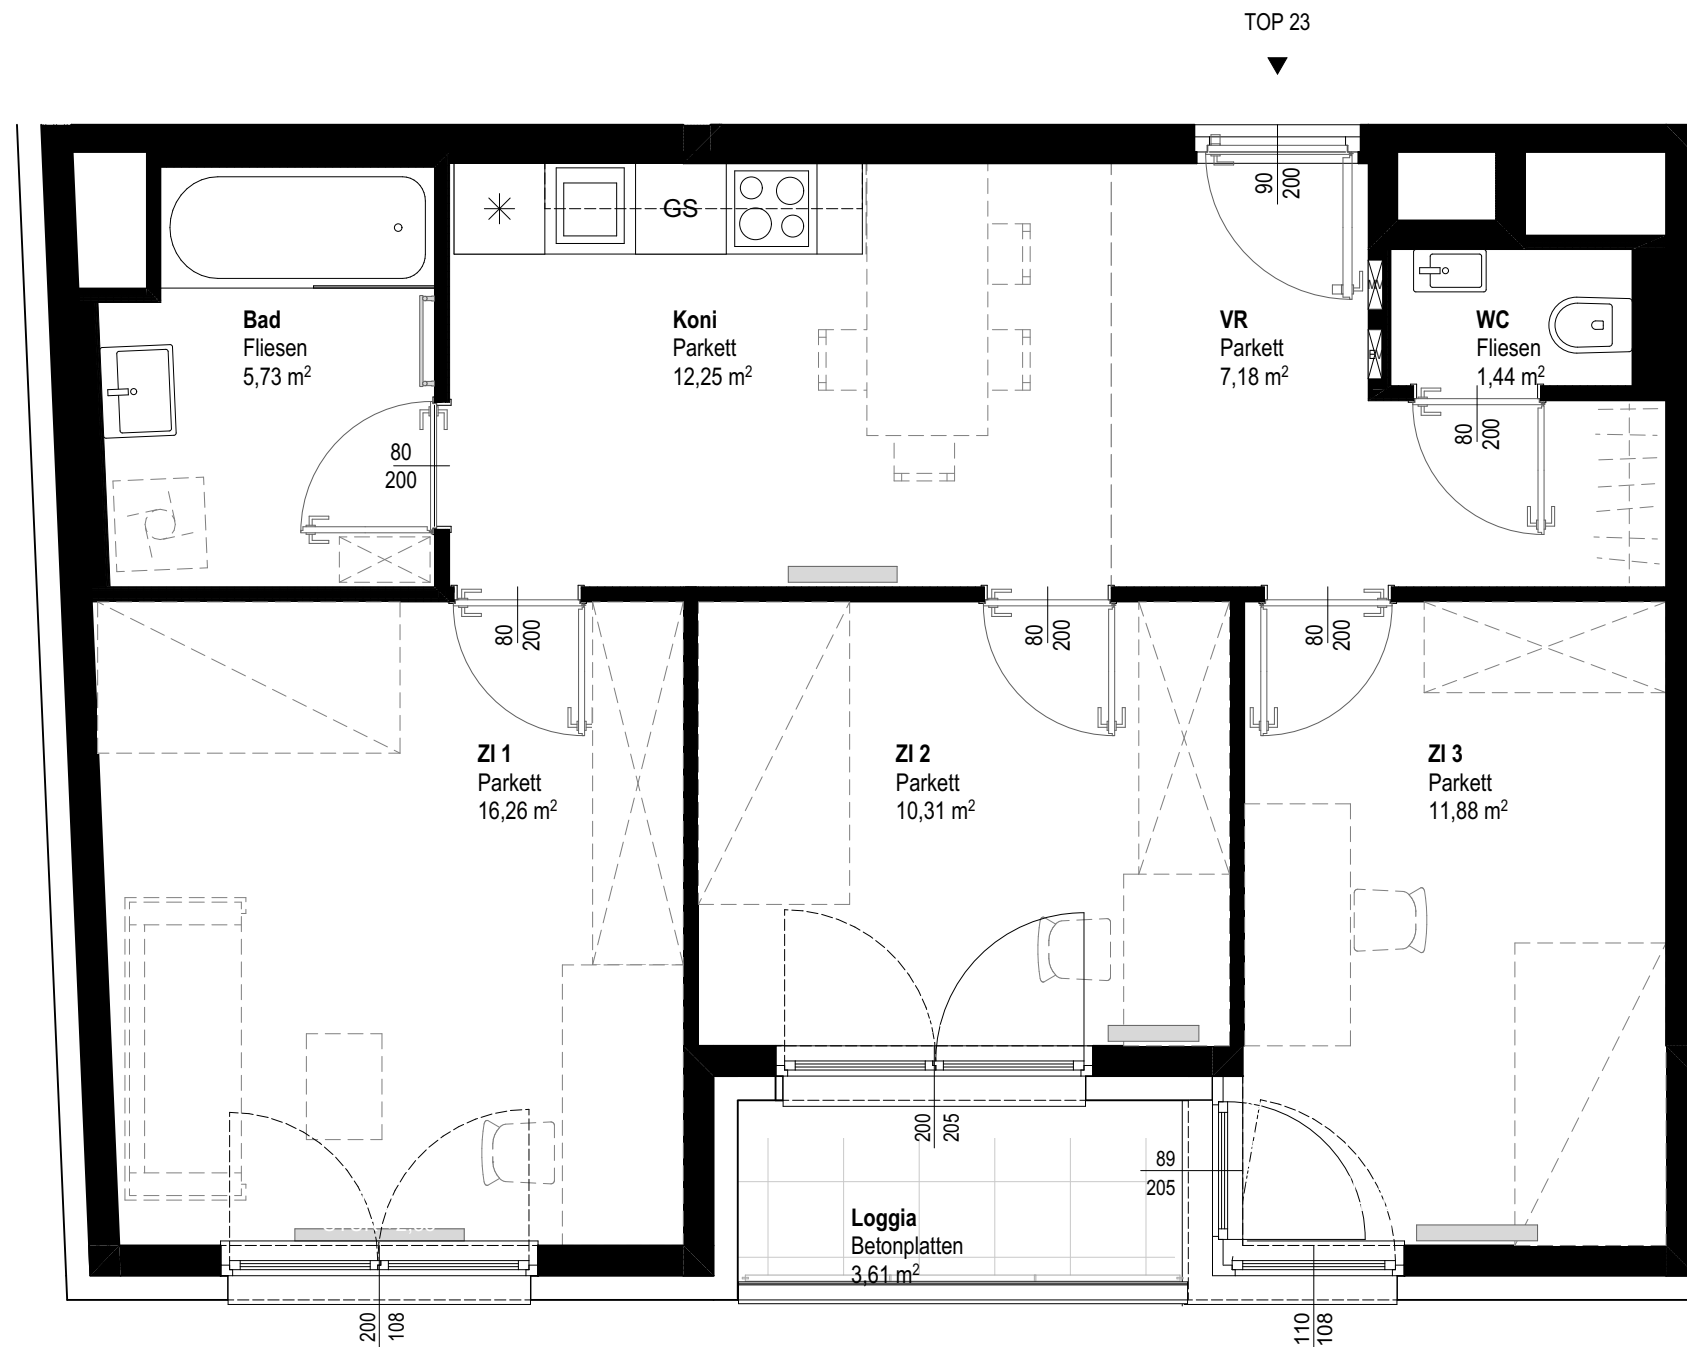 TOP 23
90
200
GS
Bad
Fliesen
5,73 m²
Koni
Parkett
12,25 m²
VR
Parkett
7,18 m²
WC
Fliesen
1,44 m²
80
200
80
200
80
200
80
200
80
200
ZI 1
Parkett
16,26 m²
ZI 2
Parkett
10,31 m²
ZI 3
Parkett
11,88 m²
200
205
89
205
Loggia
Betonplatten
3,61 m²
200
108
110
108